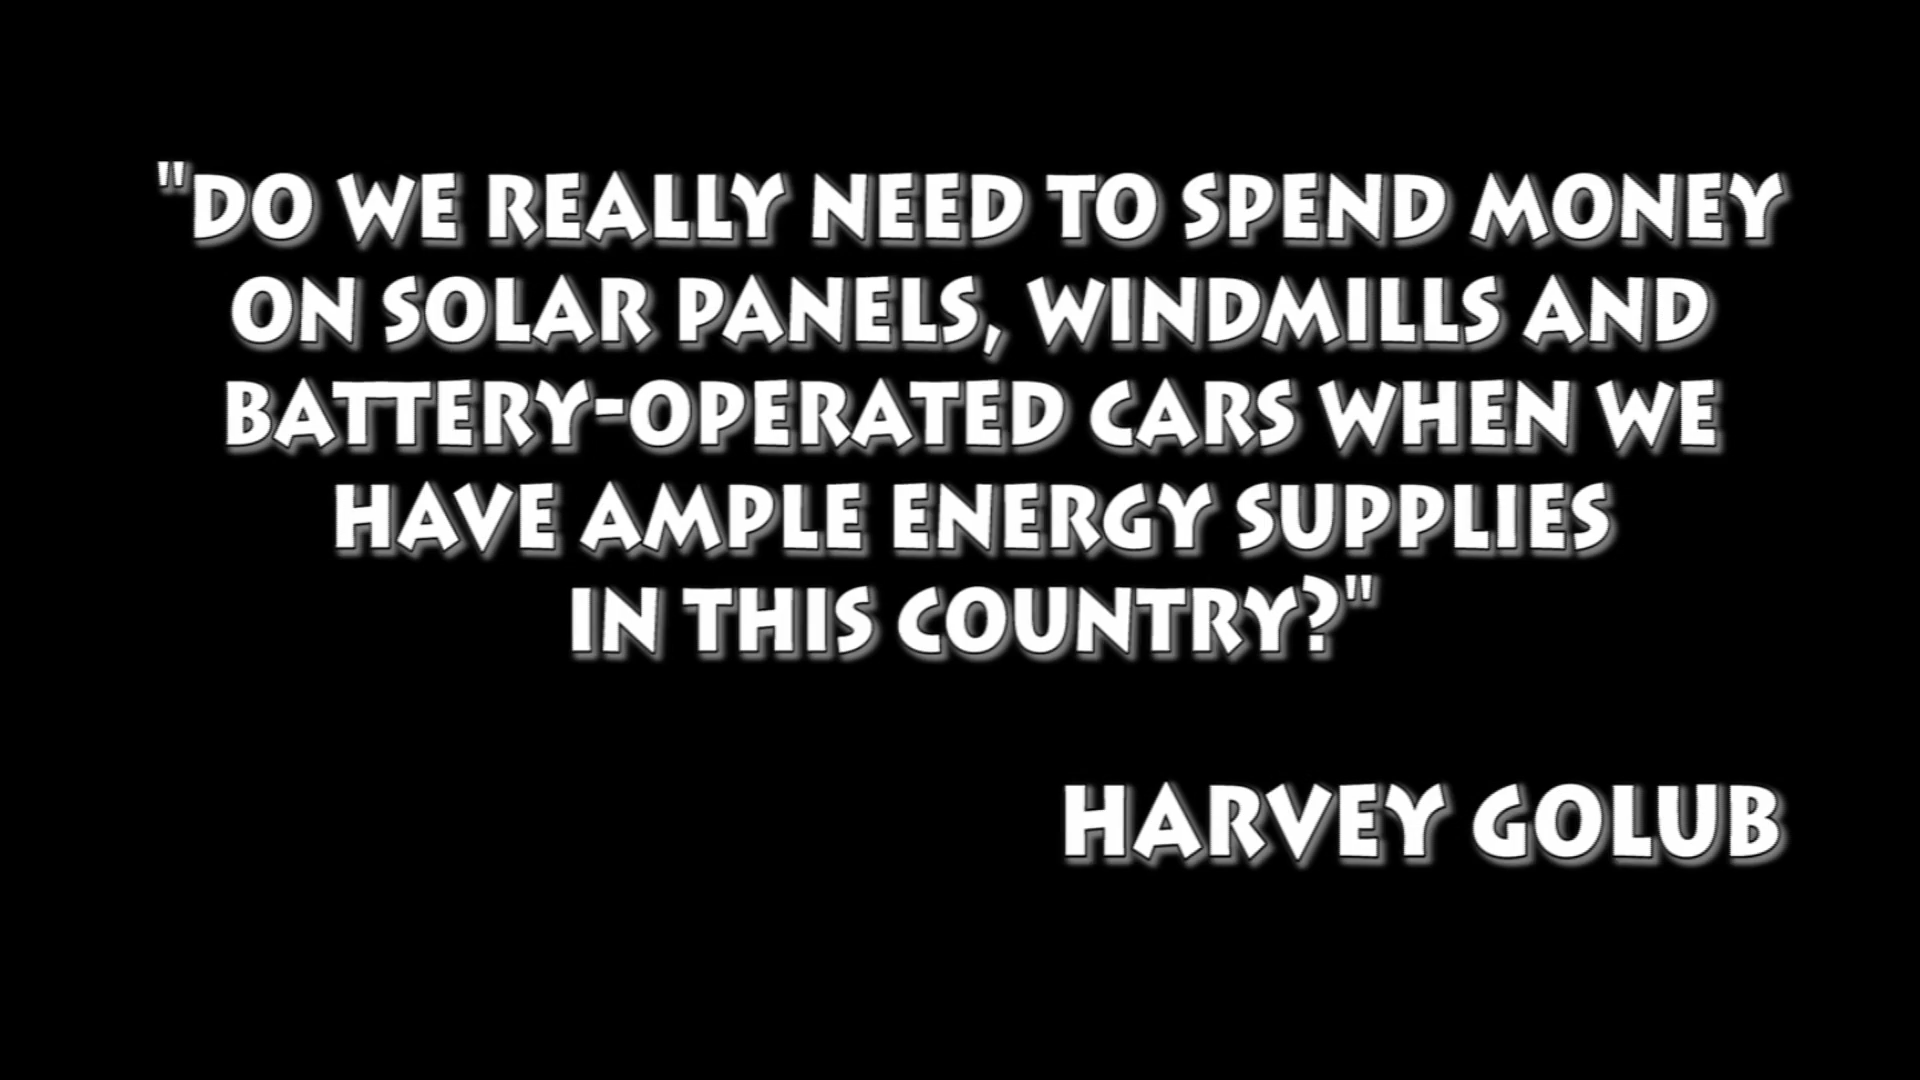 "DO WE REALLY NEED TO SPEND MONEY
ON SOLAR PANELS, WINDMILLS AND
BATTERY-OPERATED CARS WHEN WE
HAVE AMPLE ENERGY SUPPLIES
IN THIS COUNTRY?"
HARVEY GOLUB